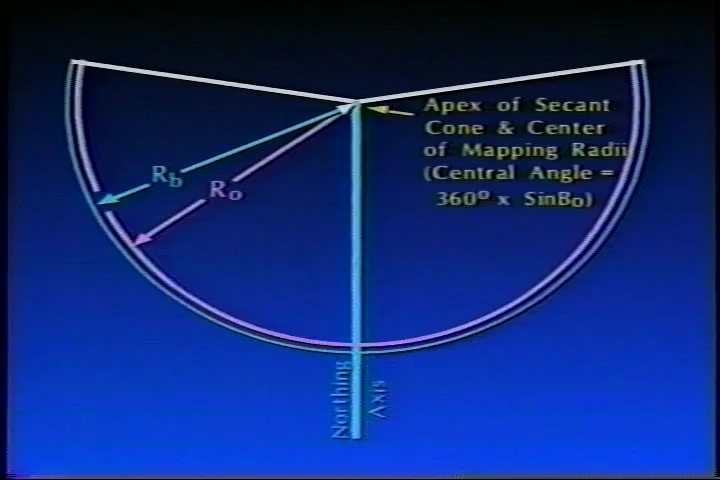 Apex of Secant
Cone & Center
of Mapping Radii
(Central Angle =
360º x SinBo)
Rb
Ro
Northing
Axis